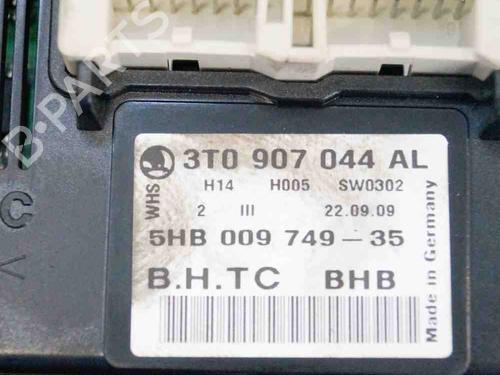 3T0 907 044 AL
WHS
H14 H005 SW0302
2 III 22.09.09
5HB 009 749-35
B.H.TC BHB
Made in Germany
B-PARTS
C